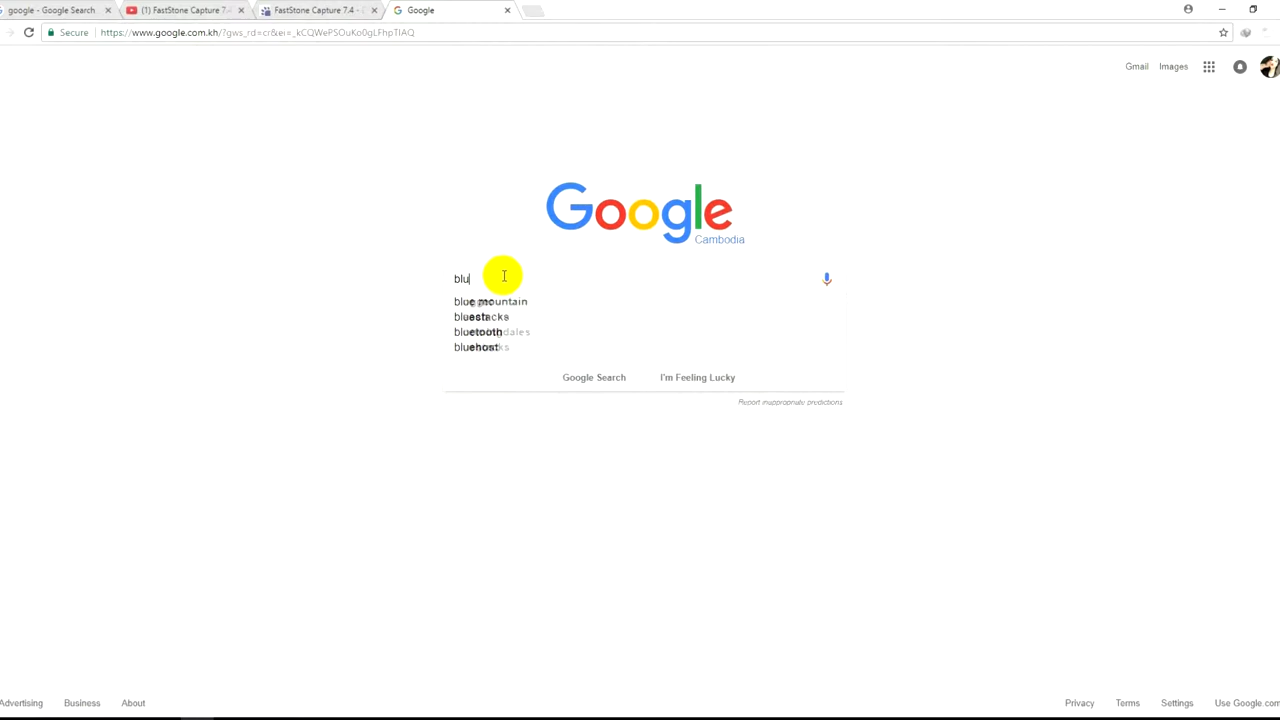 google - Google Search
(1) FastStone Capture 7.4
FastStone Capture 7.4 -
Google
Secure
https://www.google.com.kh/?gws_rd=cr&ei=_kCQWePSOuKo0gLFhpTIAQ
Gmail
Images
Google
Cambodia
blu
blue mountain
bluetooth
bluehost
Google Search
I'm Feeling Lucky
Report inappropriate predictions
Advertising
Business
About
Privacy
Terms
Settings
Use Google.com